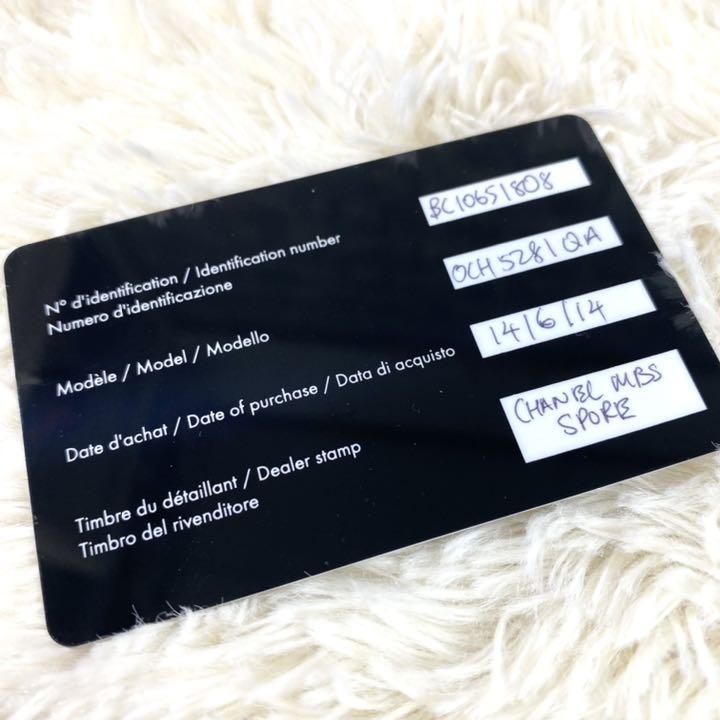 N° d'identification / Identification number
Numero d'identificazione
BC10651808
Modèle / Model / Modello
OCH5281QA
Date d'achat / Date of purchase / Data di acquisto
14/6/14
Timbre du détaillant / Dealer stamp
Timbro del rivenditore
CHANEL MBS
SPORE